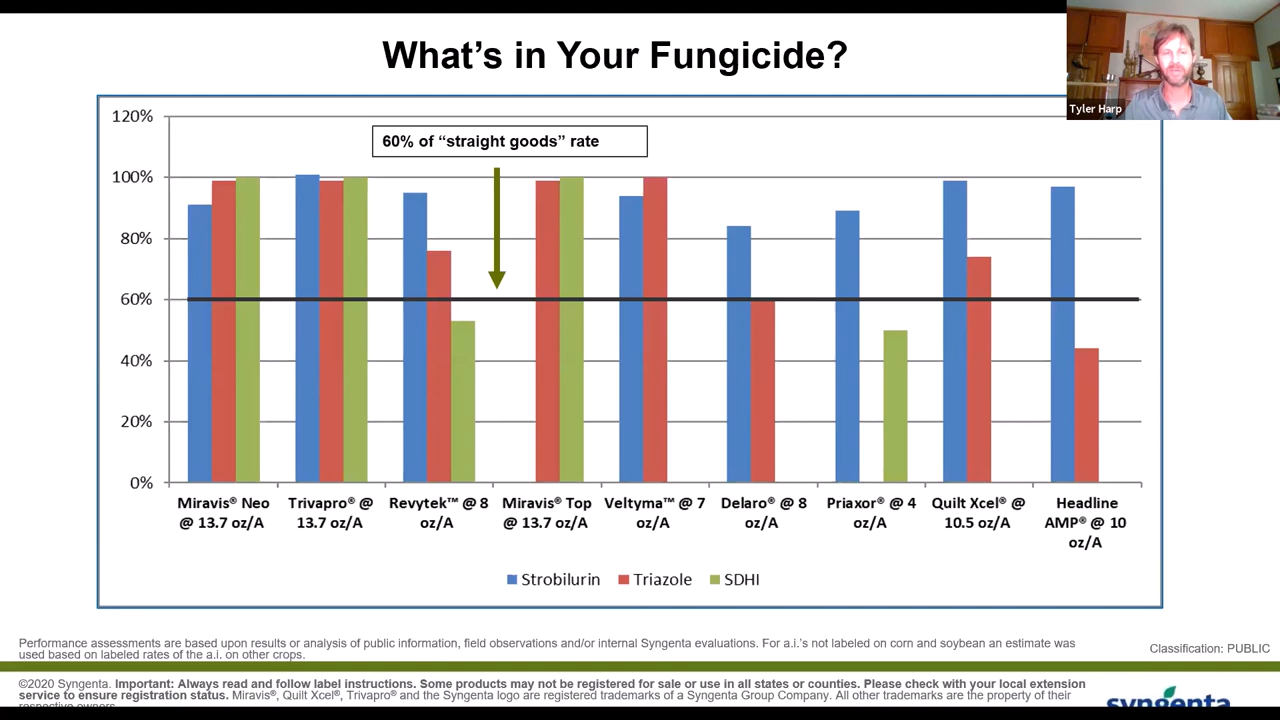 What's in Your Fungicide?
Tyler Harp
120%
60% of “straight goods” rate
100%
80%
60%
40%
20%
0%
Miravis® Neo
@ 13.7 oz/A
Trivapro® @
13.7 oz/A
Revytek™ @ 8
oz/A
Miravis® Top
@ 13.7 oz/A
Veltyma™ @ 7
oz/A
Delaro® @ 8
oz/A
Priaxor® @ 4
oz/A
Quilt Xcel® @
10.5 oz/A
Headline
AMP® @ 10
oz/A
Strobilurin
Triazole
SDHI
Performance assessments are based upon results or analysis of public information, field observations and/or internal Syngenta evaluations. For a.i.'s not labeled on corn and soybean an estimate was
used based on labeled rates of the a.i. on other crops.
Classification: PUBLIC
©2020 Syngenta. Important: Always read and follow label instructions. Some products may not be registered for sale or use in all states or counties. Please check with your local extension
service to ensure registration status. Miravis®, Quilt Xcel®, Trivapro® and the Syngenta logo are registered trademarks of a Syngenta Group Company. All other trademarks are the property of their
respective owners.
syngenta